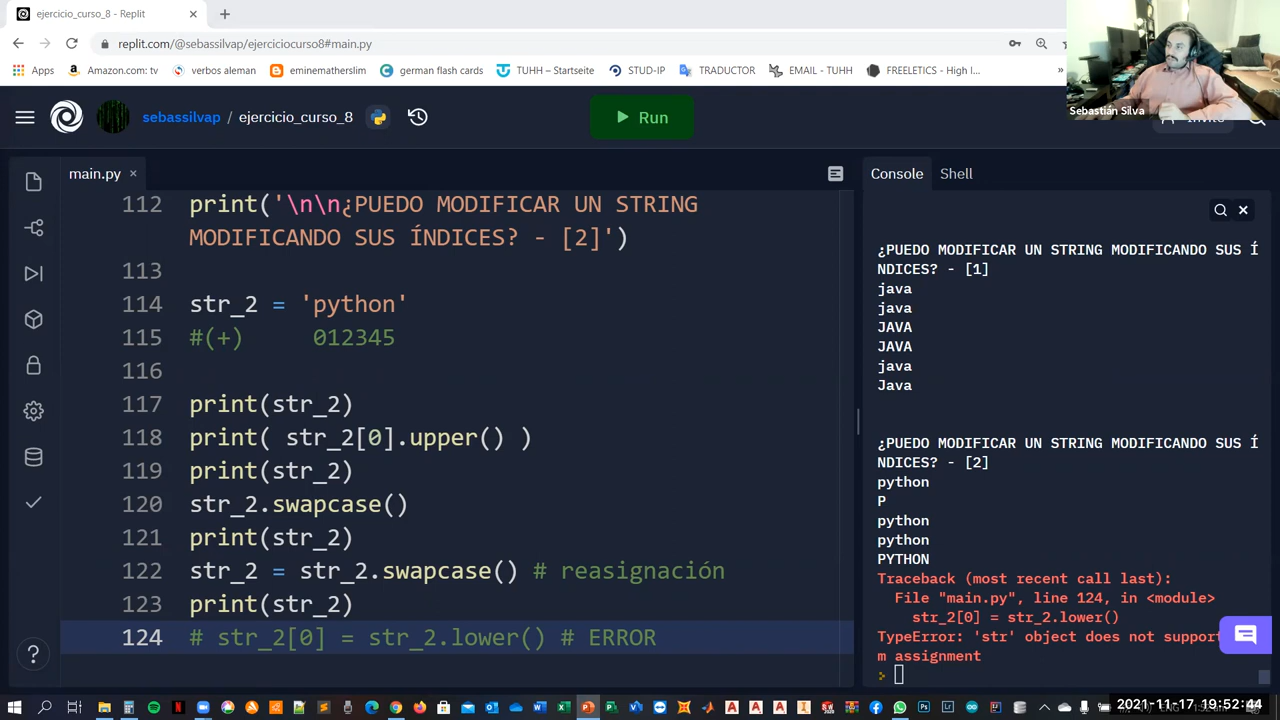 ejercicio_curso_8 - Replit
replit.com/@sebassilvap/ejerciciocurso8#main.py
Apps
Amazon.com: tv
verbos aleman
eminematherslim
german flash cards
TUHH – Startseite
STUD-IP
TRADUCTOR
EMAIL - TUHH
FREELETICS - High I...
»
Sebastián Silva
sebassilvap / ejercicio_curso_8
Run
main.py
112 print('\n\n¿PUEDO MODIFICAR UN STRING
MODIFICANDO SUS ÍNDICES? - [2]')
113
114 str_2 = 'python'
115 #(+) 012345
116
117 print(str_2)
118 print( str_2[0].upper() )
119 print(str_2)
120 str_2.swapcase()
121 print(str_2)
122 str_2 = str_2.swapcase() # reasignación
123 print(str_2)
124 # str_2[0] = str_2.lower() # ERROR
Console Shell
¿PUEDO MODIFICAR UN STRING MODIFICANDO SUS Í
NDICES? - [1]
java
java
JAVA
JAVA
java
Java
¿PUEDO MODIFICAR UN STRING MODIFICANDO SUS Í
NDICES? - [2]
python
P
python
python
PYTHON
Traceback (most recent call last):
File "main.py", line 124, in <module>
str_2[0] = str_2.lower()
TypeError: 'str' object does not support
m assignment
2021-11-17 19:52:44